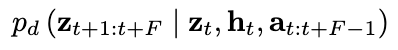 p_d (z_{t+1:t+F} | z_t, h_t, a_{t:t+F−1})